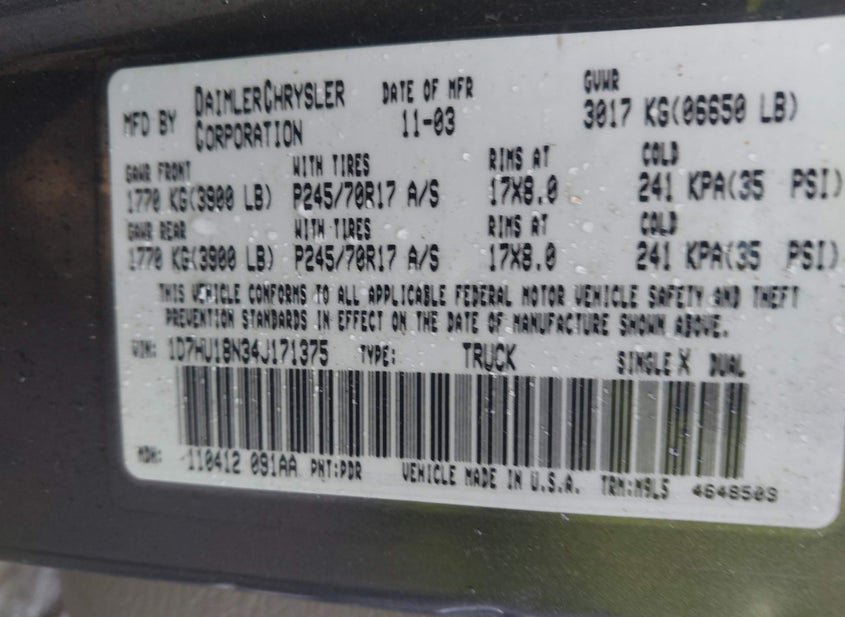 MFD BY DAIMLERCHRYSLER CORPORATION
DATE OF MFR 11-03
GVWR 3017 KG(06650 LB)
GAWR FRONT WITH TIRES RIMS AT COLD
1770 KG(3900 LB) P245/70R17 A/S 17X8.0 241 KPA(35 PSI)
GAWR REAR WITH TIRES RIMS AT COLD
1770 KG(3900 LB) P245/70R17 A/S 17X8.0 241 KPA(35 PSI)
THIS VEHICLE CONFORMS TO ALL APPLICABLE FEDERAL MOTOR VEHICLE SAFETY AND THEFT
PREVENTION STANDARDS IN EFFECT ON THE DATE OF MANUFACTURE SHOWN ABOVE.
VIN: 1D7HU18N34J171375 TYPE: TRUCK SINGLE X DUAL
MDH: -110412 091AA PNT:PDR VEHICLE MADE IN U.S.A. TRM:M9L5 4648509